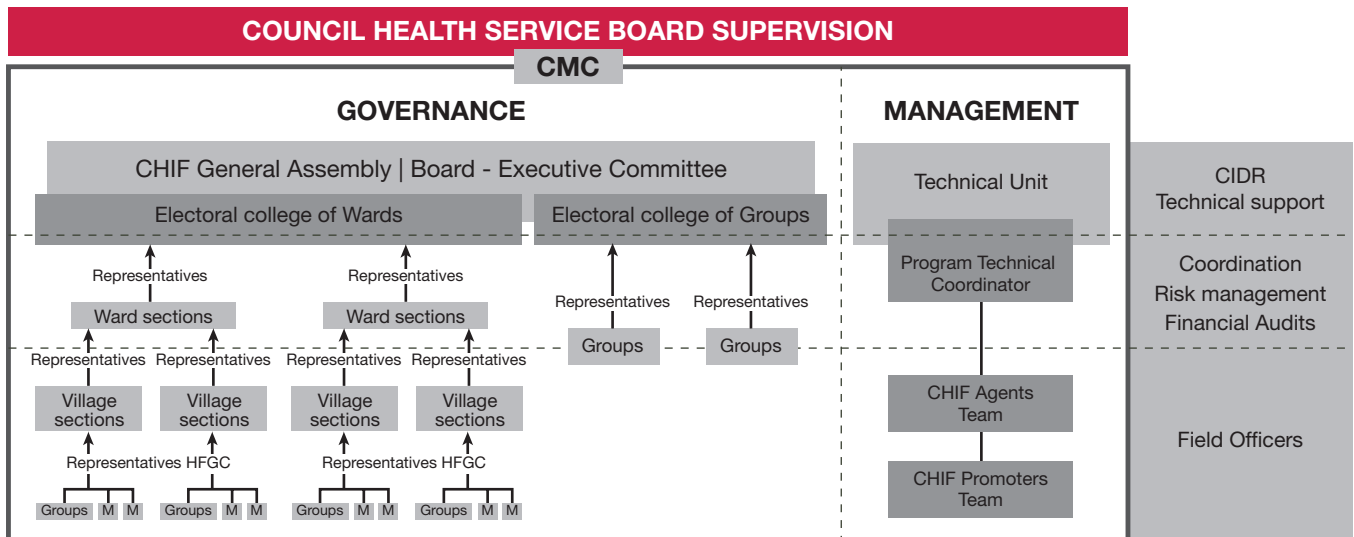 COUNCIL HEALTH SERVICE BOARD SUPERVISION
CMC
GOVERNANCE
MANAGEMENT
CHIF General Assembly | Board - Executive Committee
Electoral college of Wards
Electoral college of Groups
Representatives
Representatives
Ward sections
Ward sections
Representatives
Representatives
Groups
Groups
Representatives
Representatives
Representatives
Representatives
Village
sections
Village
sections
Village
sections
Village
sections
Representatives HFGC
Representatives HFGC
Groups M M
Groups M M
Groups M M
Groups M M
Technical Unit
Program Technical
Coordinator
CHIF Agents
Team
CHIF Promoters
Team
CIDR
Technical support
Coordination
Risk management
Financial Audits
Field Officers